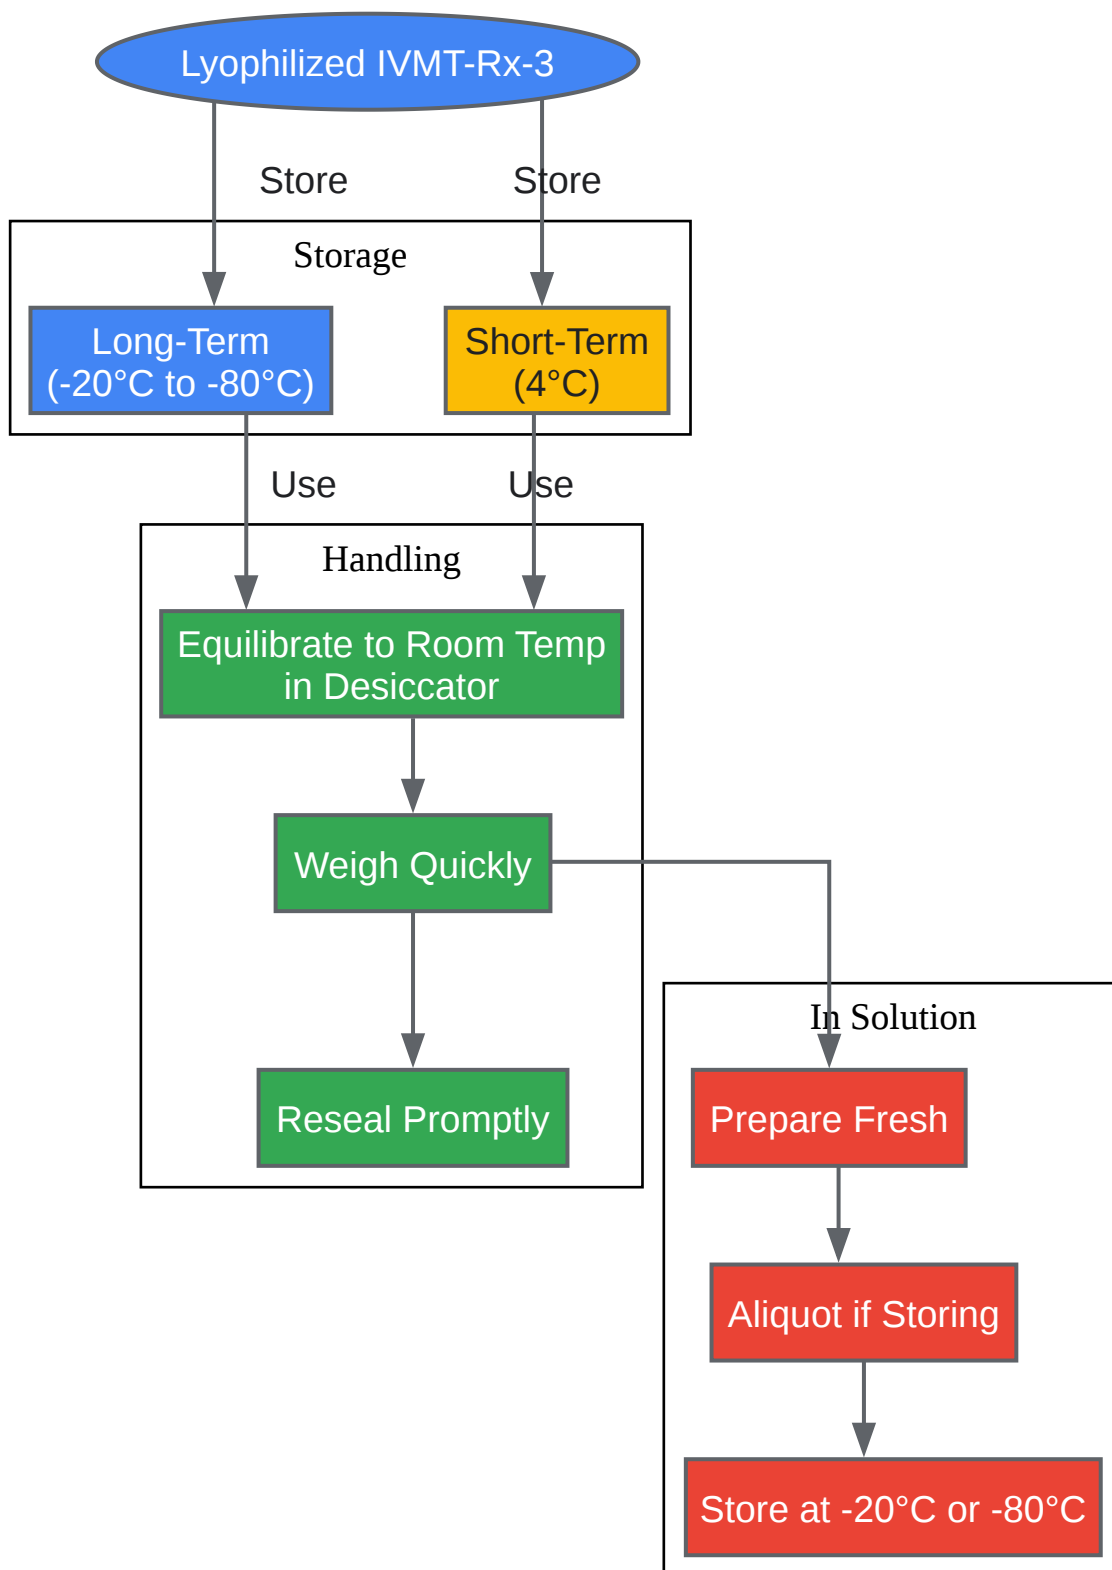 Lyophilized IVMT-Rx-3
Store
Store
Storage
Long-Term
(-20°C to -80°C)
Short-Term
(4°C)
Use
Use
Handling
Equilibrate to Room Temp
in Desiccator
Weigh Quickly
In Solution
Reseal Promptly
Prepare Fresh
Aliquot if Storing
Store at -20°C or -80°C